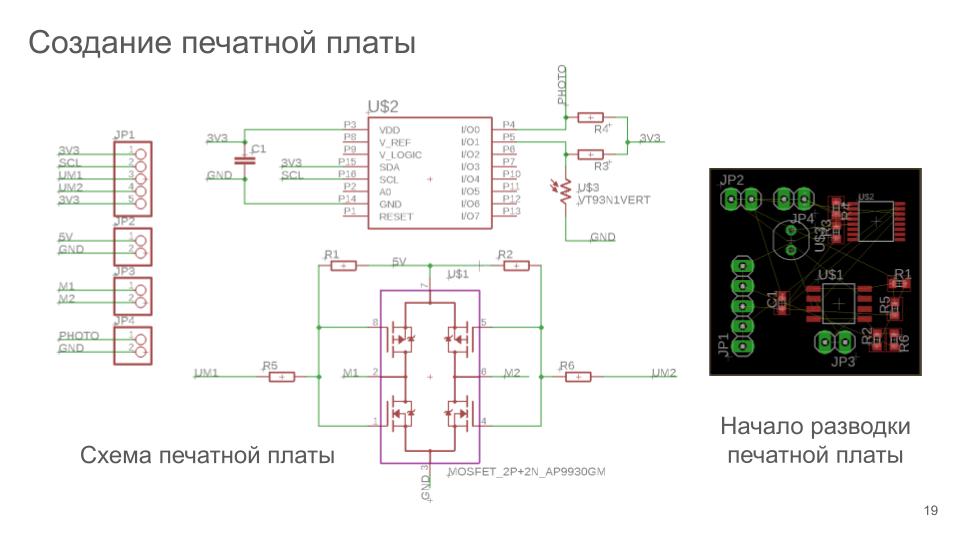 Создание печатной платы
JP1
3V3 1
SCL 2
UM1 3
UM2 4
3V3 5
JP2
5V 1
GND 2
JP3
M1 1
M2 2
JP4
PHOTO 1
GND 2
3V3
C1
GND
U$2
P3 VDD I/O0 P4
P8 V_REF I/O1 P5
P9 V_LOGIC I/O2 P6
3V3 P15 SDA I/O3 P7
SCL P16 SCL I/O4 P10
P2 A0 I/O5 P11
P14 GND I/O6 P12
P1 RESET I/O7 P13
PHOTO
R4
3V3
R3
U$3
VT93N1VERT
GND
R1
5V
R2
U$1
7
8
5
UM1
R5
M1
2
6
M2
R6
UM2
1
4
3
GND
MOSFET_2P+2N_AP9930GM
Схема печатной платы
JP2
U$2
R4
R3
JP4
U$3
U$1
R1
C1
R5
R2
R6
JP1
JP3
Начало разводки
печатной платы
19